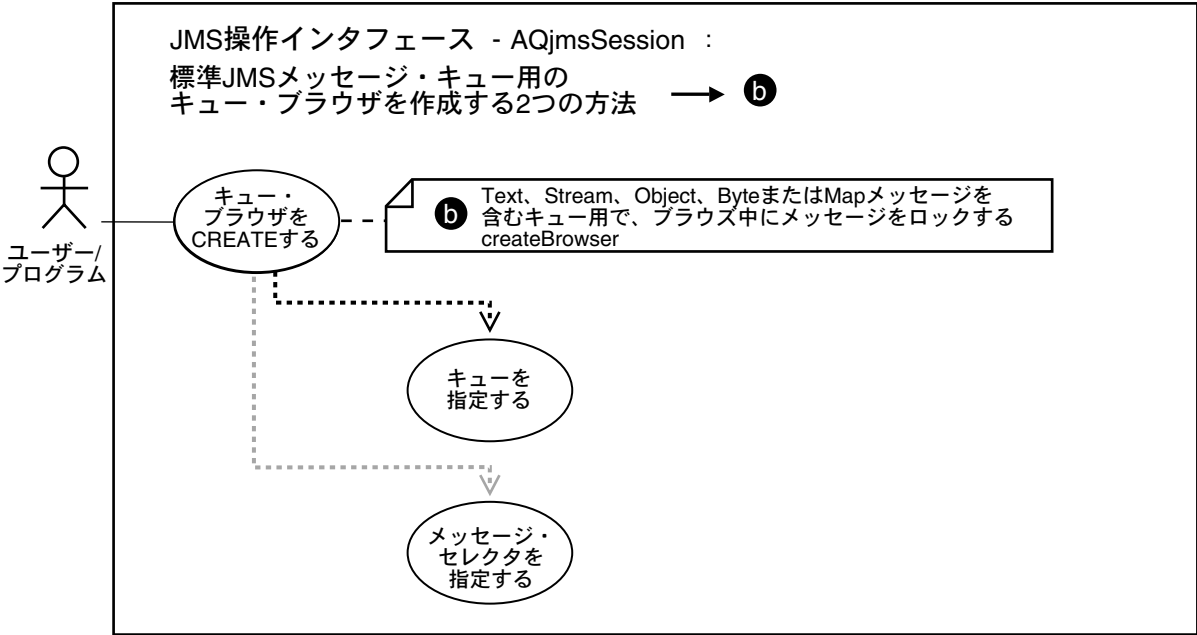 JMS操作インタフェース - AQjmsSession :
標準JMSメッセージ・キュー用の
キュー・ブラウザを作成する2つの方法
b
ユーザー/
プログラム
キュー・
ブラウザを
CREATEする
b
Text、Stream、Object、ByteまたはMapメッセージを
含むキュー用で、ブラウズ中にメッセージをロックする
createBrowser
キューを
指定する
メッセージ・
セレクタを
指定する